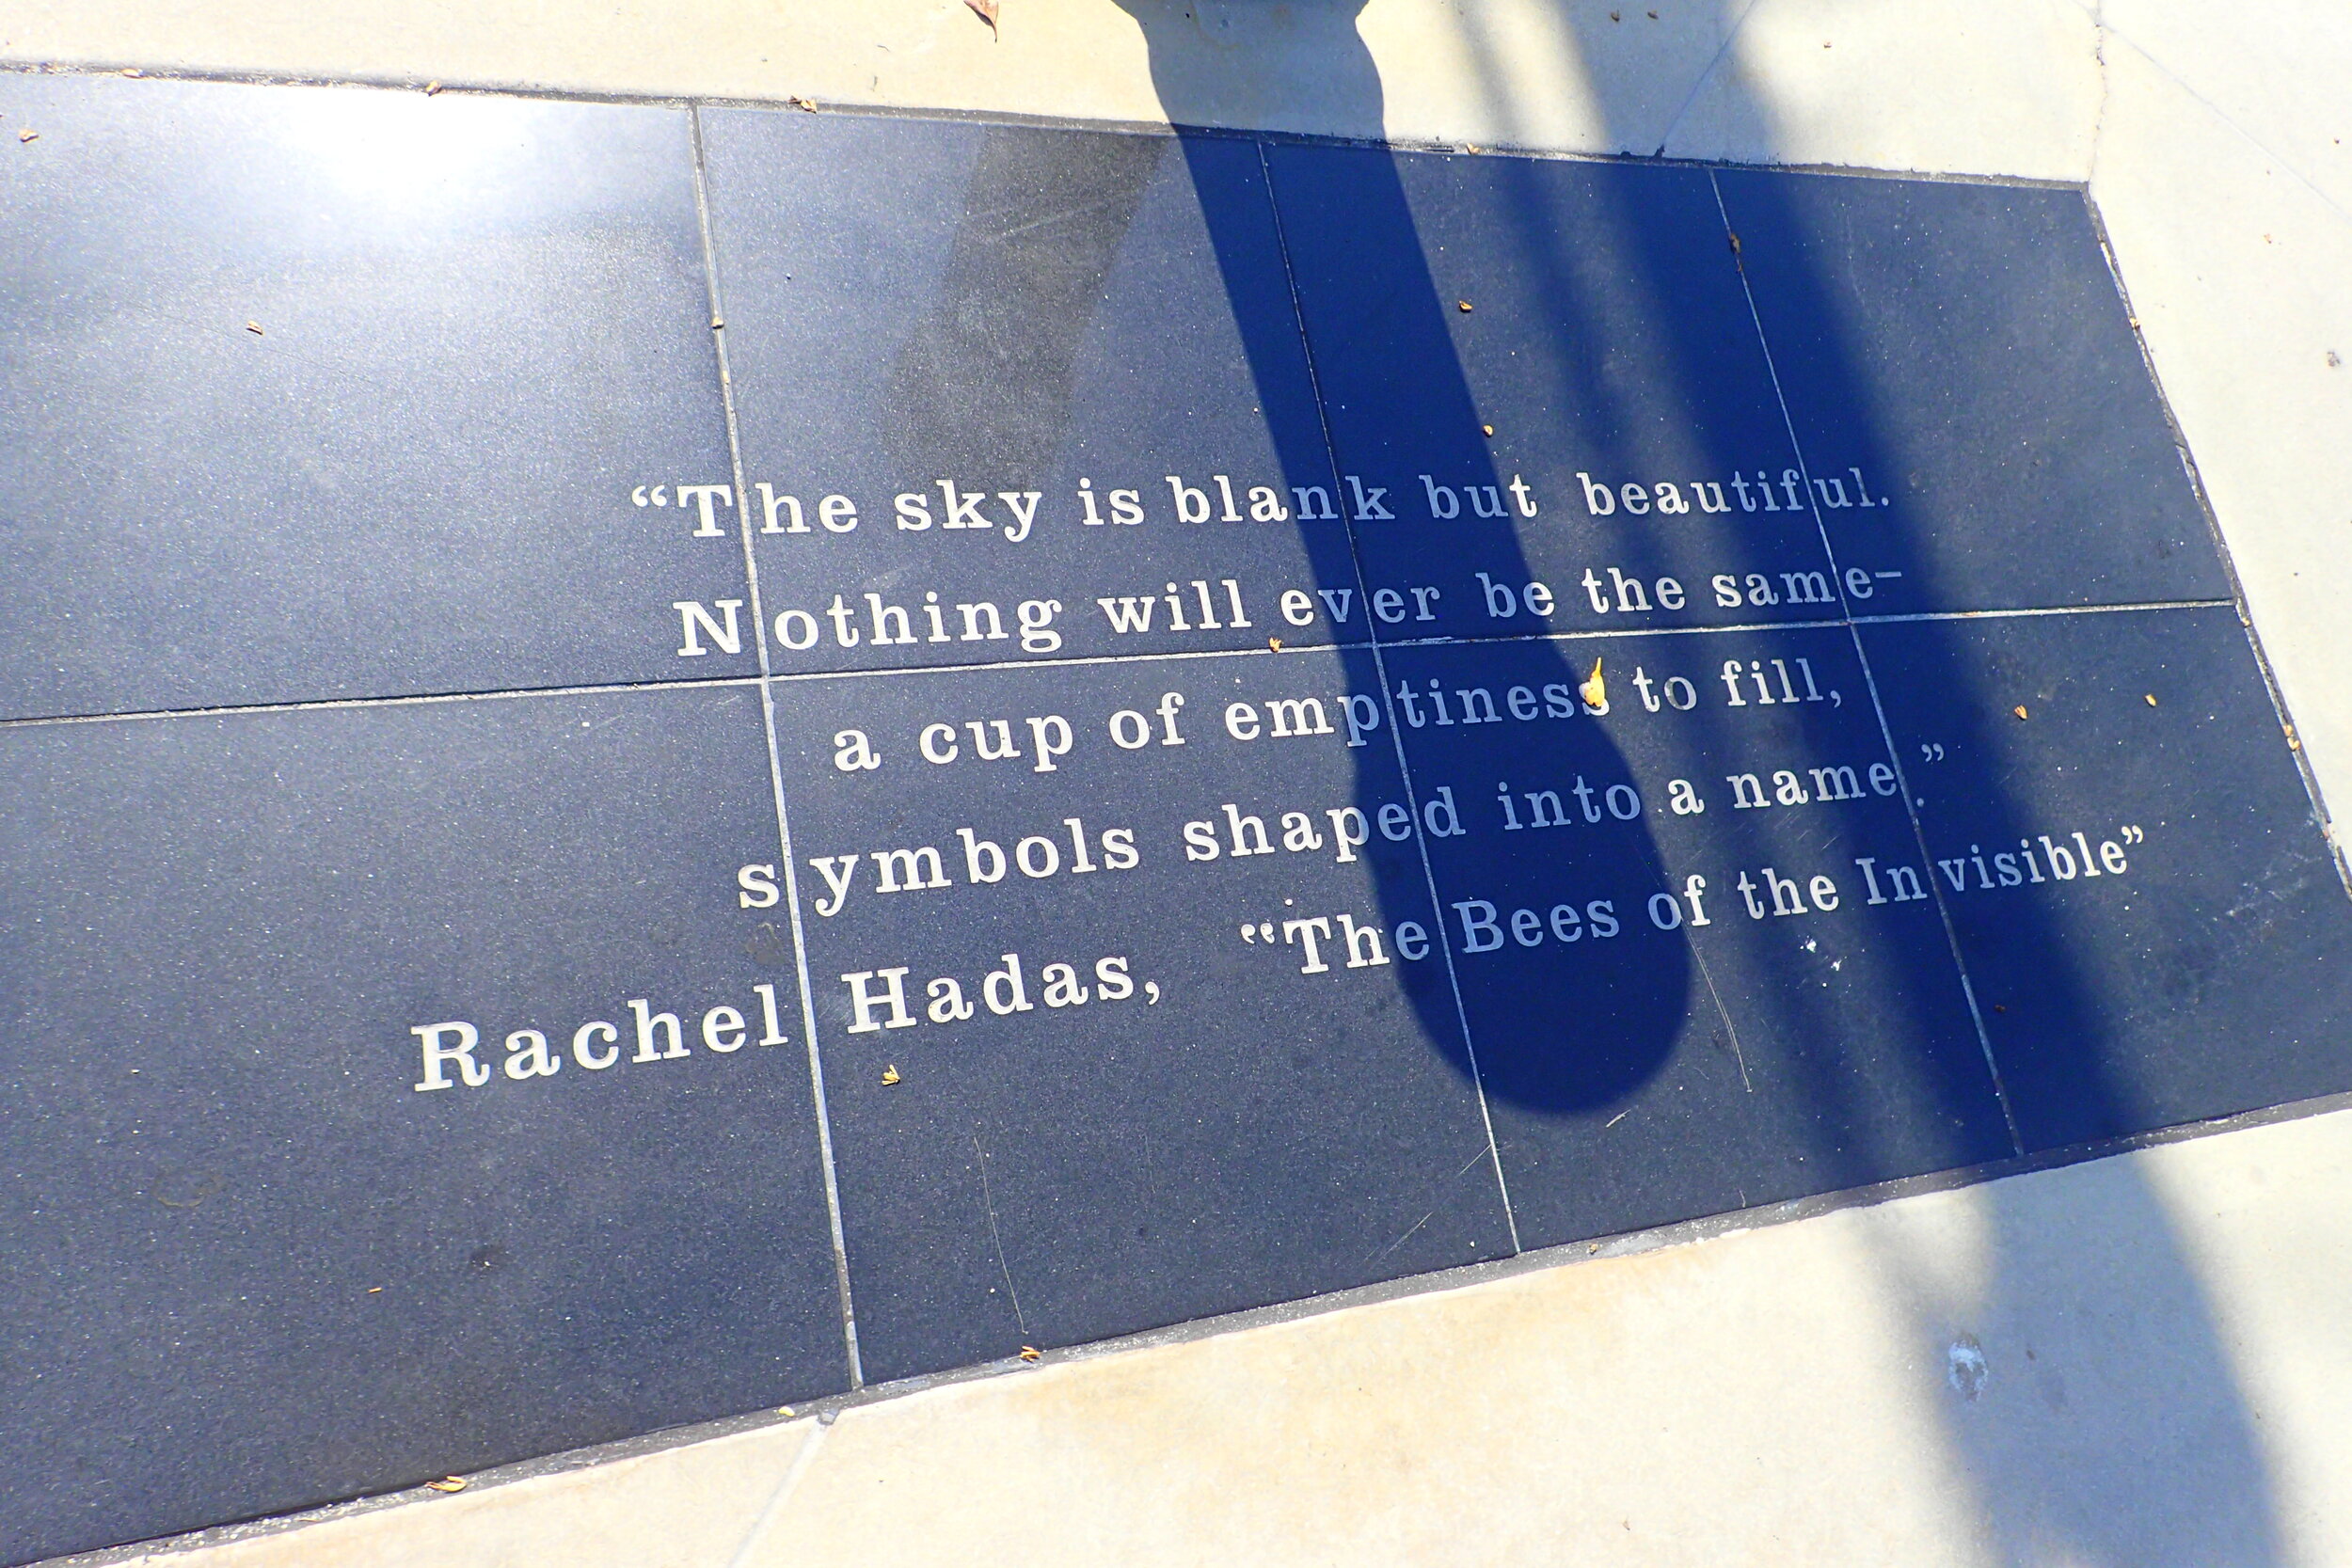 “The sky is blank but beautiful.
Nothing will ever be the same–
a cup of emptiness to fill,
symbols shaped into a name.”
Rachel Hadas, “The Bees of the Invisible”